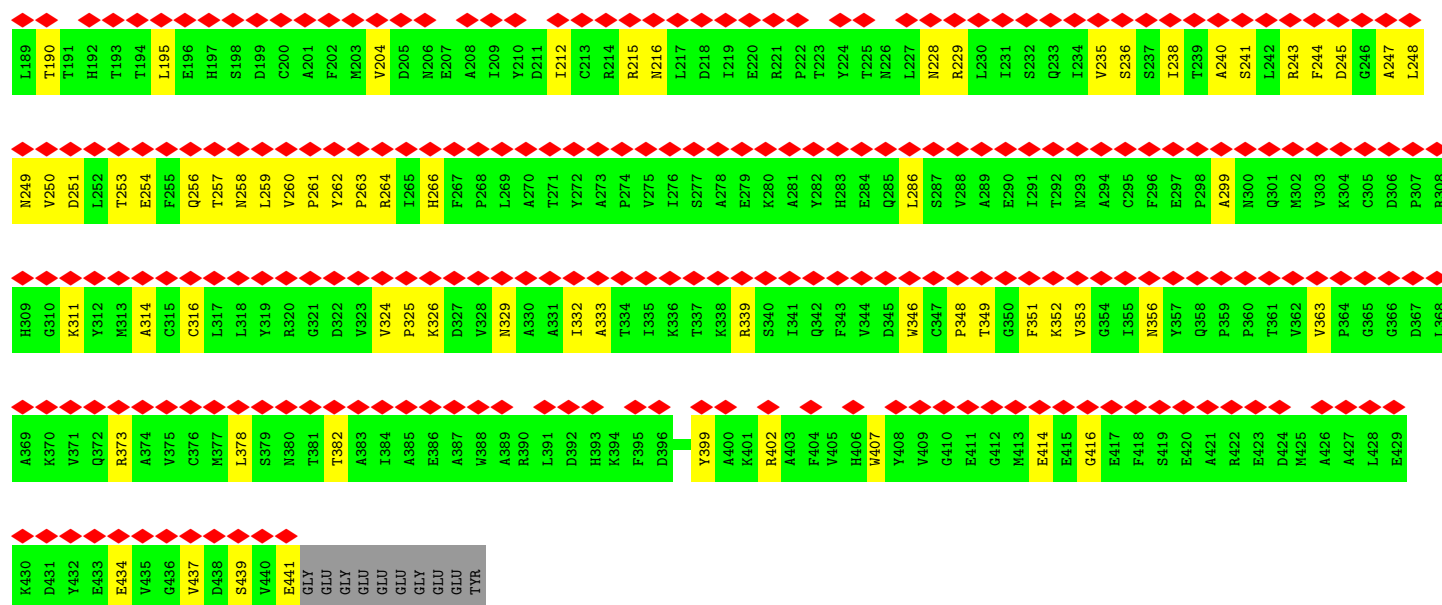 L189 T190 T191 H192 T193 T194 L195 E196 H197 S198 D199 C200 A201 F202 M203 V204 D205 N206 E207 A208 I209 Y210 D211 I212 C213 R214 R215 N216 L217 D218 I219 E220 R221 P222 T223 Y224 T225 N226 L227 N228 R229 L230 I231 S232 Q233 I234 V235 S236 S237 I238 T239 A240 S241 L242 R243 F244 D245 G246 A247 L248
N249 V250 D251 L252 T253 E254 F255 Q256 T257 N258 L259 V260 P261 Y262 P263 R264 I265 H266 F267 P268 L269 A270 T271 Y272 A273 P274 V275 I276 S277 A278 E279 K280 A281 Y282 H283 E284 Q285 L286 S287 V288 A289 E290 I291 T292 N293 A294 C295 F296 E297 P298 A299 N300 Q301 M302 V303 K304 C305 D306 P307 R308
H309 G310 K311 Y312 M313 A314 C315 C316 L317 L318 Y319 R320 G321 D322 V323 V324 P325 K326 D327 V328 N329 A330 A331 I332 A333 T334 I335 K336 T337 K338 R339 S340 I341 Q342 F343 V344 D345 W346 C347 P348 T349 G350 F351 K352 V353 G354 I355 N356 Y357 Q358 P359 P360 T361 V362 V363 P364 G365 G366 D367 L368
A369 K370 V371 Q372 R373 A374 V375 C376 M377 L378 S379 N380 T381 T382 A383 I384 A385 E386 A387 W388 A389 R390 L391 D392 H393 K394 F395 D396 Y399 A400 K401 R402 A403 F404 V405 H406 W407 Y408 V409 G410 E411 G412 M413 E414 E415 G416 E417 F418 S419 E420 A421 R422 E423 D424 M425 A426 A427 L428 E429
K430 D431 Y432 E433 E434 V435 G436 V437 D438 S439 V440 E441 GLY GLU GLY GLU GLU GLU GLY GLU GLU TYR